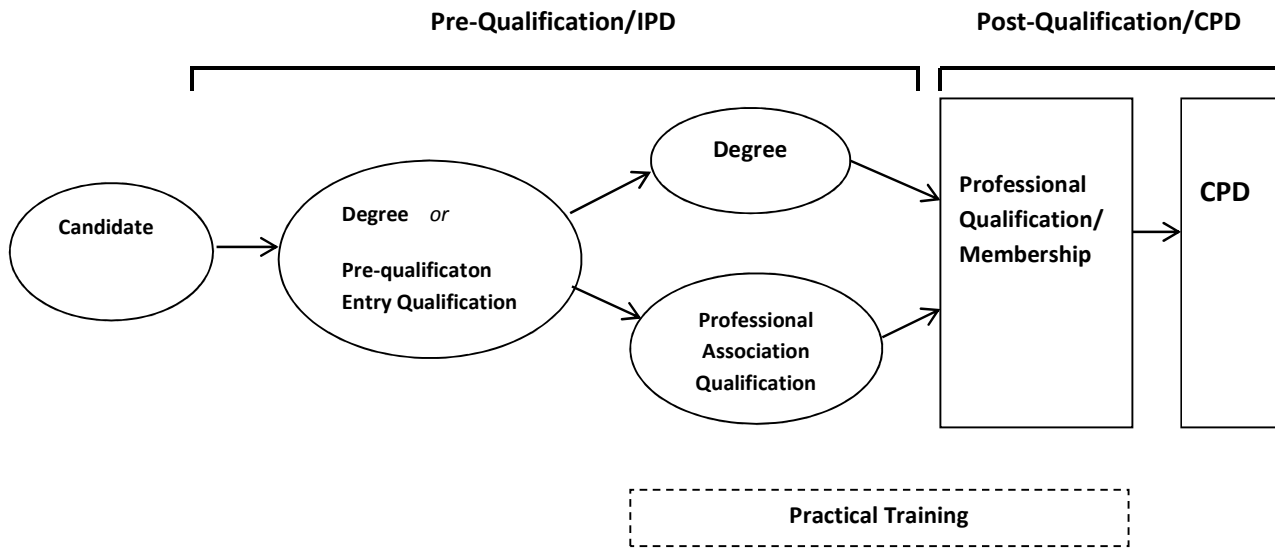 Pre-Qualification/IPD
Post-Qualification/CPD
Candidate
Degree or
Pre-qualificaton
Entry Qualification
Degree
Professional
Association
Qualification
Professional
Qualification/
Membership
CPD
Practical Training